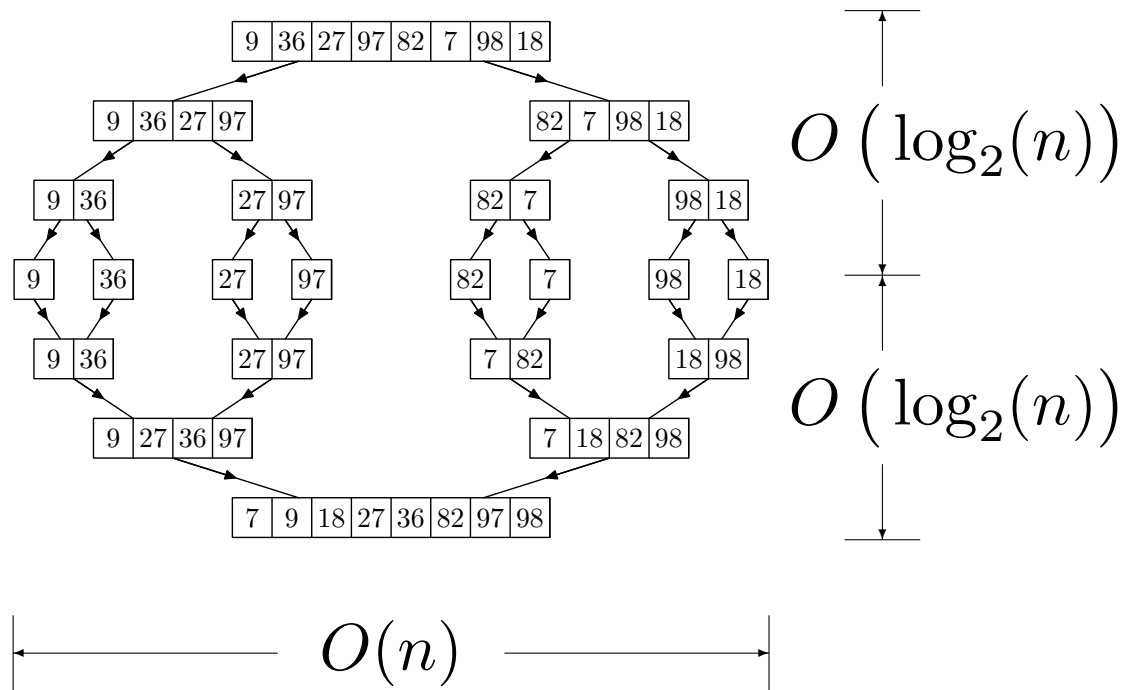 9 36 27 97 82 7 98 18
9 36 27 97 82 7 98 18
O ( log₂(n))
9 36 27 97 82 7 98 18
9 36 27 97 82 7 98 18
9 36 27 97 7 82 18 98
O ( log₂(n))
9 27 36 97 7 18 82 98
7 9 18 27 36 82 97 98
O(n)